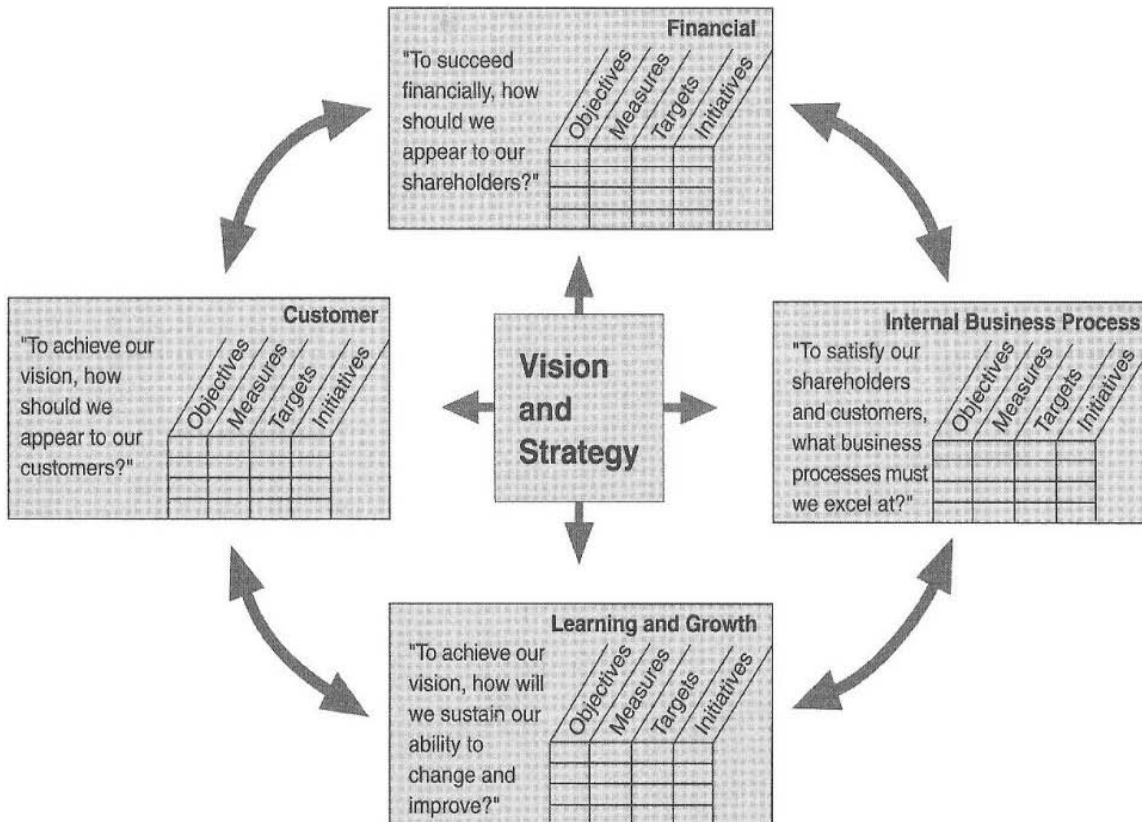 Financial
"To succeed
financially, how
should we
appear to our
shareholders?"
Objectives
Measures
Targets
Initiatives
Customer
"To achieve our
vision, how
should we
appear to our
customers?"
Objectives
Measures
Targets
Initiatives
Vision
and
Strategy
Internal Business Process
"To satisfy our
shareholders
and customers,
what business
processes must
we excel at?"
Objectives
Measures
Targets
Initiatives
Learning and Growth
"To achieve our
vision, how will
we sustain our
ability to
change and
improve?"
Objectives
Measures
Targets
Initiatives